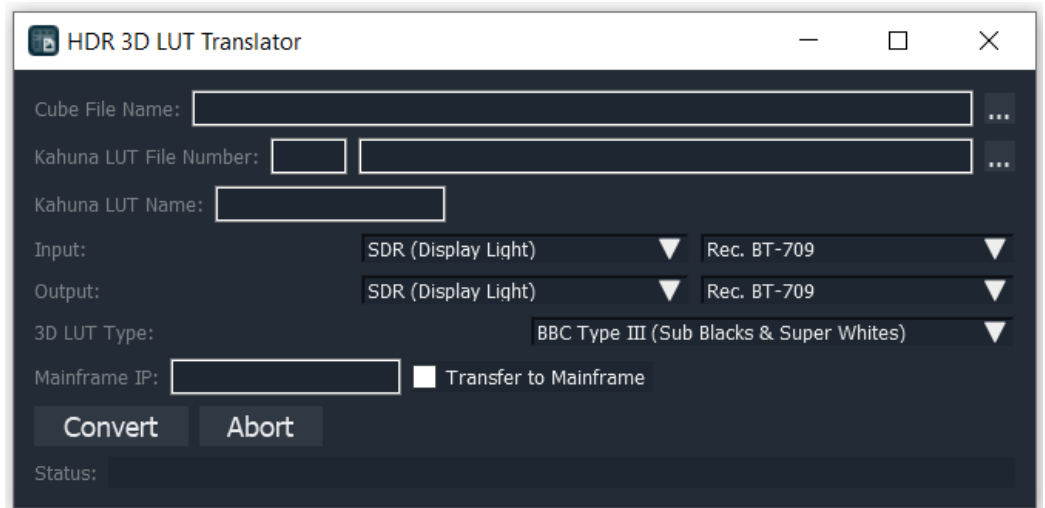 HDR 3D LUT Translator
Cube File Name: ...
Kahuna LUT File Number: ...
Kahuna LUT Name:
Input: SDR (Display Light) Rec. BT-709
Output: SDR (Display Light) Rec. BT-709
3D LUT Type: BBC Type III (Sub Blacks & Super Whites)
Mainframe IP: Transfer to Mainframe
Convert Abort
Status: